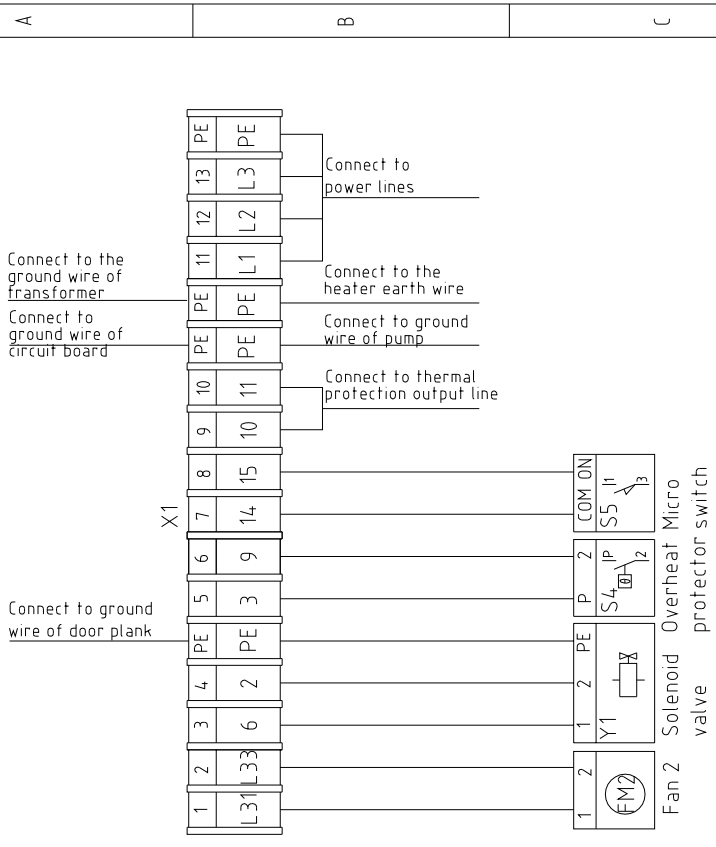 A
B
C
PE PE
13 L3
12 L2
11 L1
PE PE
PE PE
10 11
9 10
8 15
7 14
6 9
5 3
PE PE
4 2
3 6
2 L33
1 L31
X1
Connect to
power lines
Connect to the
ground wire of
transformer
Connect to the
heater earth wire
Connect to
ground wire of
circuit board
Connect to ground
wire of pump
Connect to thermal
protection output line
Connect to ground
wire of door plank
COM ON
S5
1
3
Micro
switch
P 2
S4
P
2
θ
Overheat
protector
1 2 PE
Y1
Solenoid
valve
1 2
FM2
Fan 2